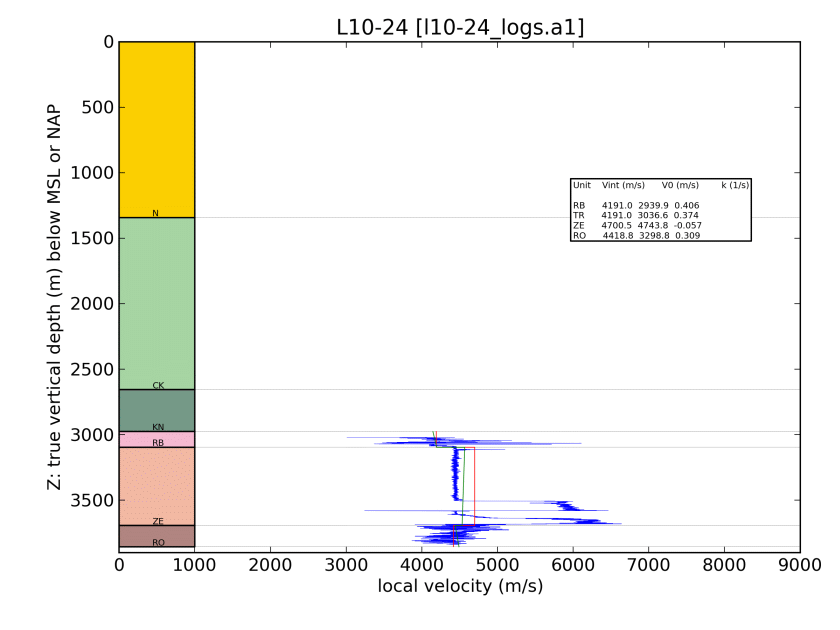 L10-24 [l10-24_logs.a1]
Z: true vertical depth (m) below MSL or NAP
0
500
1000
1500
2000
2500
3000
3500
N
CK
KN
RB
ZE
RO
Unit Vint (m/s) V0 (m/s) k (1/s)
RB 4191.0 2939.9 0.406
TR 4191.0 3036.6 0.374
ZE 4700.5 4743.8 -0.057
RO 4418.8 3298.8 0.309
0 1000 2000 3000 4000 5000 6000 7000 8000 9000
local velocity (m/s)